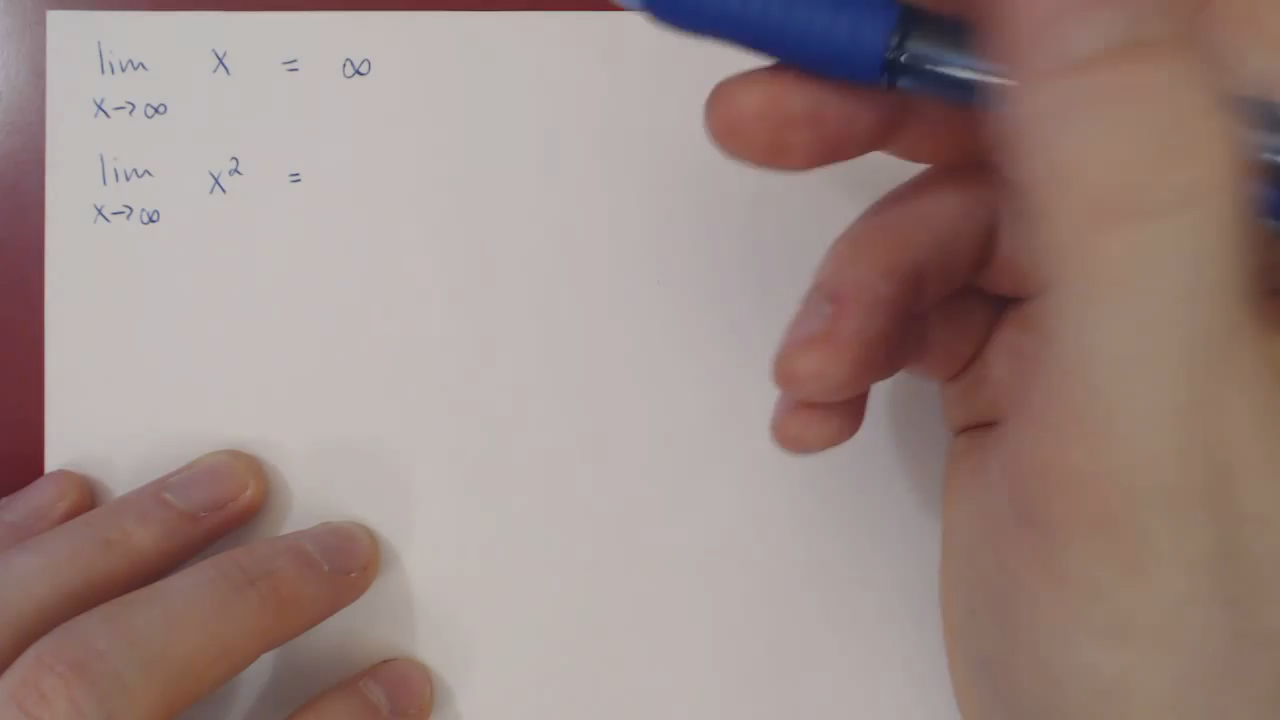 lim x = ∞
x→∞
lim x² =
x→∞